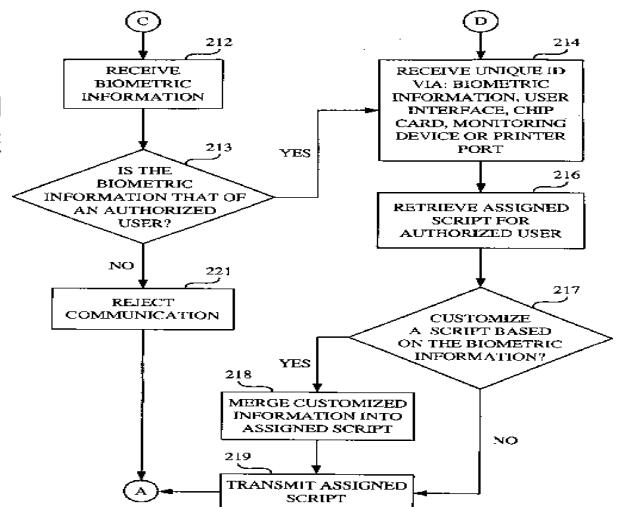 C
212
RECEIVE
BIOMETRIC
INFORMATION
213
IS THE
BIOMETRIC
INFORMATION THAT OF
AN AUTHORIZED
USER?
YES
NO
221
REJECT
COMMUNICATION
D
214
RECEIVE UNIQUE ID
VIA: BIOMETRIC
INFORMATION, USER
INTERFACE, CHIP
CARD, MONITORING
DEVICE OR PRINTER
PORT
216
RETRIEVE ASSIGNED
SCRIPT FOR
AUTHORIZED USER
217
CUSTOMIZE
A SCRIPT BASED
ON THE BIOMETRIC
INFORMATION?
YES
NO
218
MERGE CUSTOMIZED
INFORMATION INTO
ASSIGNED SCRIPT
219
TRANSMIT ASSIGNED
SCRIPT
A